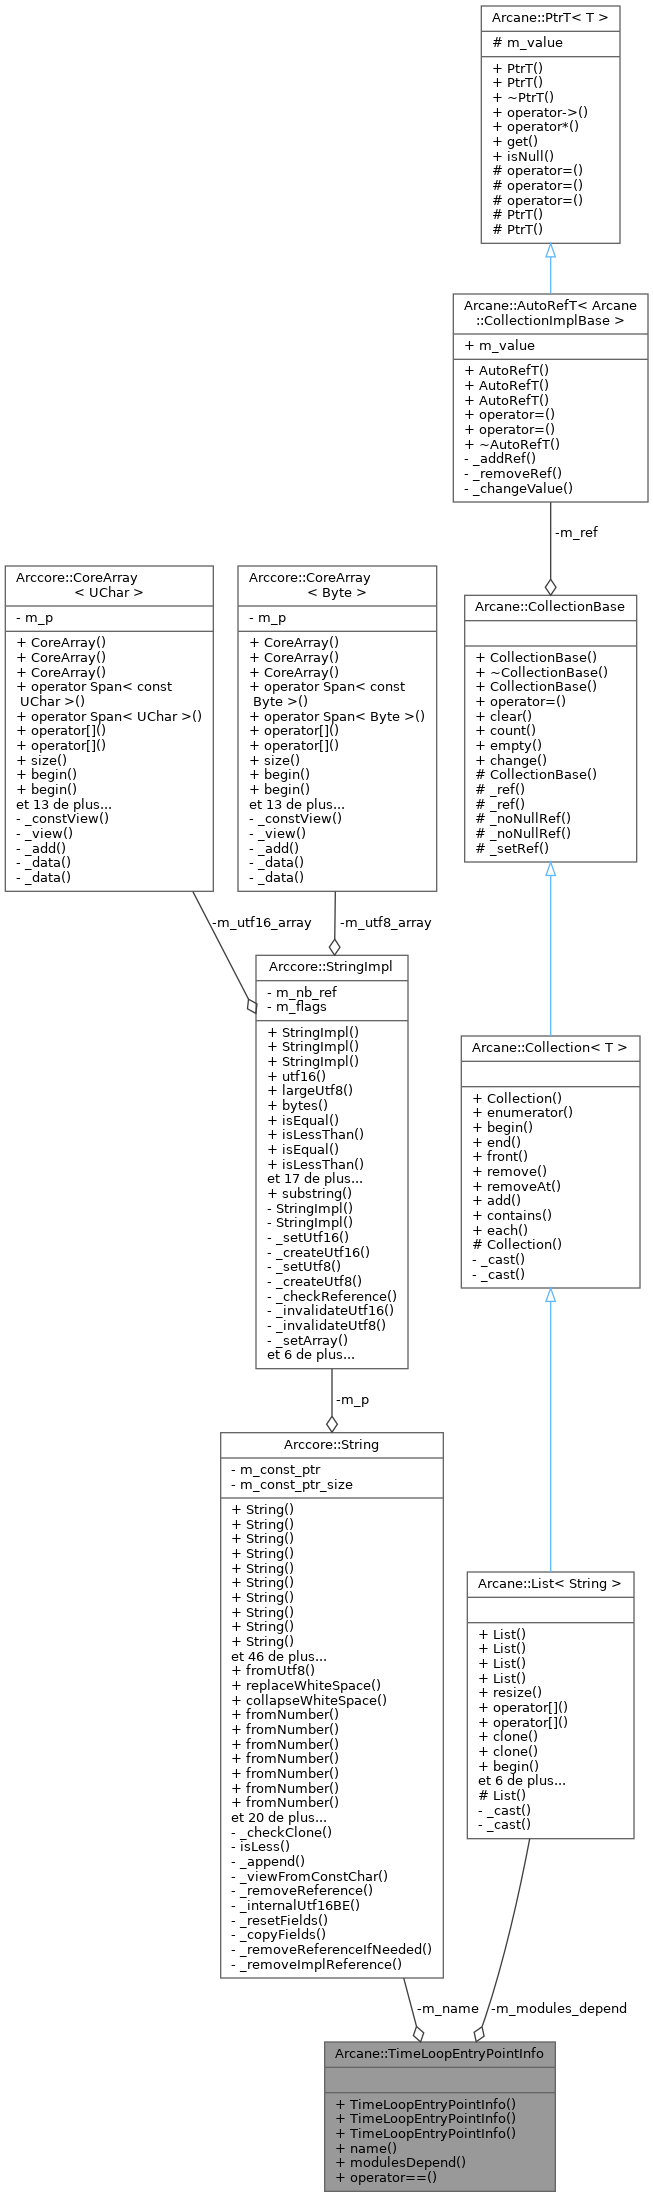 Arcane::PtrT< T >
# m_value
+ PtrT()
+ PtrT()
+ ~PtrT()
+ operator->()
+ operator*()
+ get()
+ isNull()
# operator=()
# operator=()
# operator=()
# PtrT()
# PtrT()
Arcane::AutoRefT< Arcane
::CollectionImplBase >
+ m_value
+ AutoRefT()
+ AutoRefT()
+ AutoRefT()
+ operator=()
+ operator=()
+ ~AutoRefT()
- _addRef()
- _removeRef()
- _changeValue()
-m_ref
Arccore::CoreArray
< UChar >
- m_p
+ CoreArray()
+ CoreArray()
+ CoreArray()
+ operator Span< const
UChar >()
+ operator Span< UChar >()
+ operator[]()
+ operator[]()
+ size()
+ begin()
+ begin()
et 13 de plus...
- _constView()
- _view()
- _add()
- _data()
- _data()
Arccore::CoreArray
< Byte >
- m_p
+ CoreArray()
+ CoreArray()
+ CoreArray()
+ operator Span< const
Byte >()
+ operator Span< Byte >()
+ operator[]()
+ operator[]()
+ size()
+ begin()
+ begin()
et 13 de plus...
- _constView()
- _view()
- _add()
- _data()
- _data()
Arcane::CollectionBase
+ CollectionBase()
+ ~CollectionBase()
+ CollectionBase()
+ operator=()
+ clear()
+ count()
+ empty()
+ change()
# CollectionBase()
# _ref()
# _ref()
# _noNullRef()
# _noNullRef()
# _setRef()
-m_utf16_array
-m_utf8_array
Arccore::StringImpl
- m_nb_ref
- m_flags
+ StringImpl()
+ StringImpl()
+ StringImpl()
+ utf16()
+ largeUtf8()
+ bytes()
+ isEqual()
+ isLessThan()
+ isEqual()
+ isLessThan()
et 17 de plus...
+ substring()
- StringImpl()
- StringImpl()
- _setUtf16()
- _createUtf16()
- _setUtf8()
- _createUtf8()
- _checkReference()
- _invalidateUtf16()
- _invalidateUtf8()
- _setArray()
et 6 de plus...
Arcane::Collection< T >
+ Collection()
+ enumerator()
+ begin()
+ end()
+ front()
+ remove()
+ removeAt()
+ add()
+ contains()
+ each()
# Collection()
- _cast()
- _cast()
-m_p
Arccore::String
- m_const_ptr
- m_const_ptr_size
+ String()
+ String()
+ String()
+ String()
+ String()
+ String()
+ String()
+ String()
+ String()
+ String()
et 46 de plus...
+ fromUtf8()
+ replaceWhiteSpace()
+ collapseWhiteSpace()
+ fromNumber()
+ fromNumber()
+ fromNumber()
+ fromNumber()
+ fromNumber()
+ fromNumber()
+ fromNumber()
et 20 de plus...
- _checkClone()
- isLess()
- _append()
- _viewFromConstChar()
- _removeReference()
- _internalUtf16BE()
- _resetFields()
- _copyFields()
- _removeReferenceIfNeeded()
- _removeImplReference()
Arcane::List< String >
+ List()
+ List()
+ List()
+ List()
+ resize()
+ operator[]()
+ operator[]()
+ clone()
+ clone()
+ begin()
et 6 de plus...
# List()
- _cast()
- _cast()
-m_name
-m_modules_depend
Arcane::TimeLoopEntryPointInfo
+ TimeLoopEntryPointInfo()
+ TimeLoopEntryPointInfo()
+ TimeLoopEntryPointInfo()
+ name()
+ modulesDepend()
+ operator==()